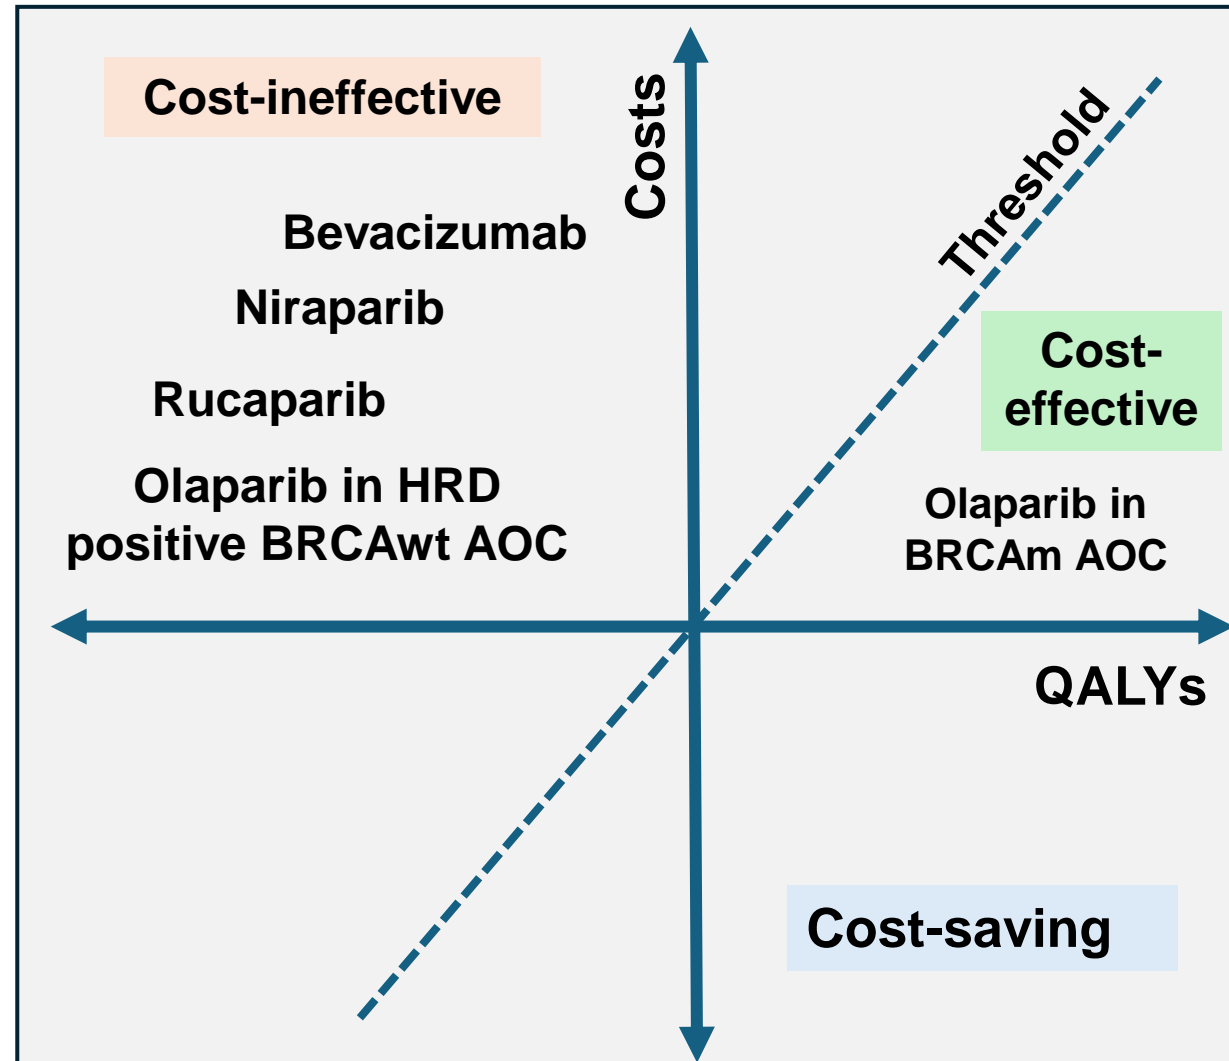 Cost-ineffective
Costs
Threshold
Bevacizumab
Niraparib
Rucaparib
Olaparib in HRD
positive BRCAwt AOC
Cost-
effective
Olaparib in
BRCAm AOC
QALYs
Cost-saving